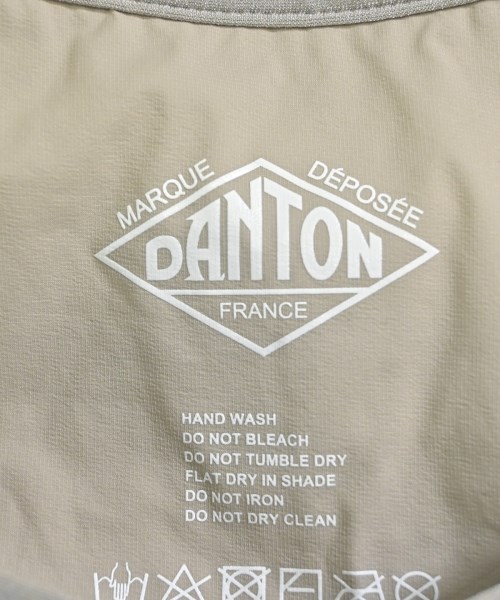 MARQUE DÉPOSÉE
DANTON
FRANCE
HAND WASH
DO NOT BLEACH
DO NOT TUMBLE DRY
FLAT DRY IN SHADE
DO NOT IRON
DO NOT DRY CLEAN